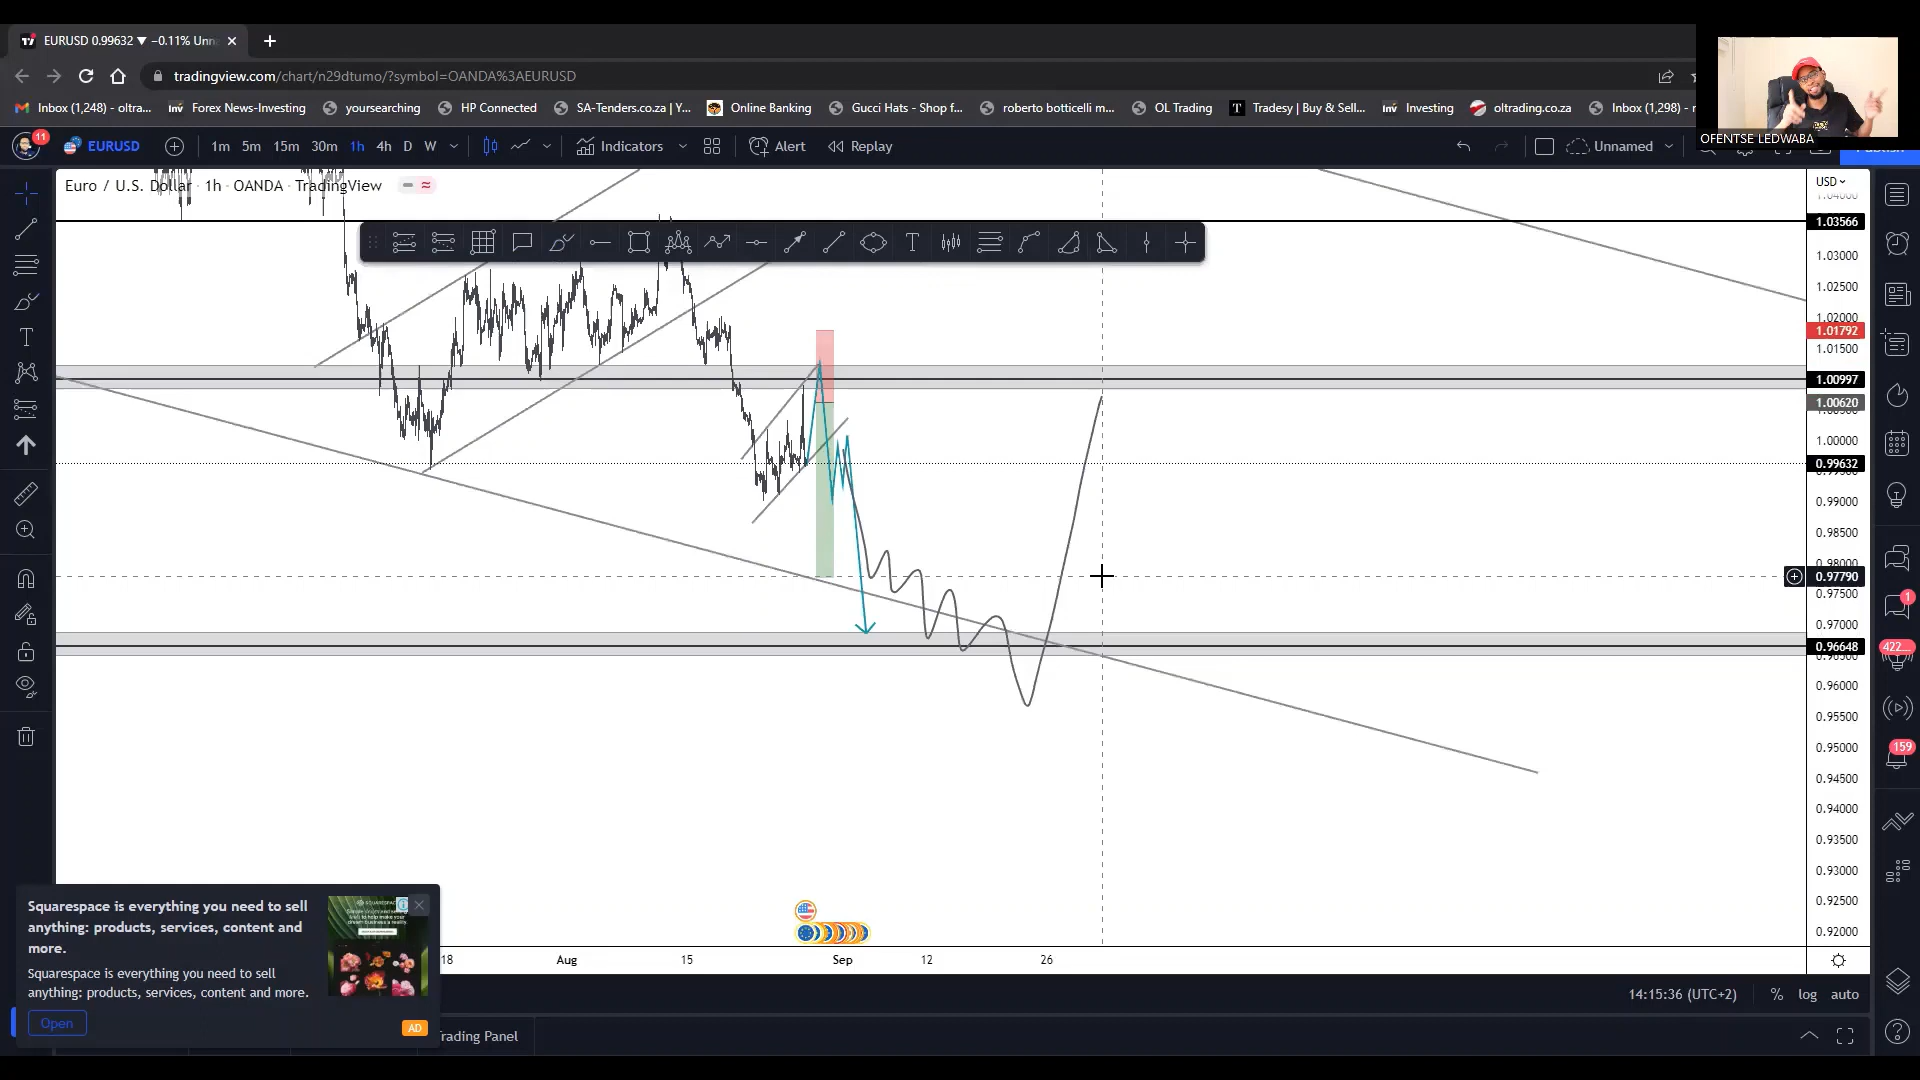 EURUSD 0.99632 ▼ −0.11% Unn
tradingview.com/chart/n29dtumo/?symbol=OANDA%3AEURUSD
Inbox (1,248) - oltra...
Forex News-Investing
yoursearching
HP Connected
SA-Tenders.co.za | Y...
Online Banking
Gucci Hats - Shop f...
roberto botticelli m...
OL Trading
Tradesy | Buy & Sell...
Investing
oltrading.co.za
Inbox (1,298) - r
OFENTSE LEDWABA
11
EURUSD
1m 5m 15m 30m 1h 4h D W
Indicators
Alert
Replay
Unnamed
Euro / U.S. Dollar · 1h · OANDA · TradingView
USD
1.03566
1.03000
1.02500
1.02000
1.01792
1.01500
1.00997
1.00620
1.00000
0.99632
0.99000
0.98500
0.98000
0.97790
0.97500
0.97000
0.96648
0.96000
0.95500
0.95000
0.94500
0.94000
0.93500
0.93000
0.92500
0.92000
1
422...
159
18 Aug 15 Sep 12 26
Squarespace is everything you need to sell
anything: products, services, content and
more.
Squarespace is everything you need to sell
anything: products, services, content and more.
Open
AD
14:15:36 (UTC+2) % log auto
rading Panel